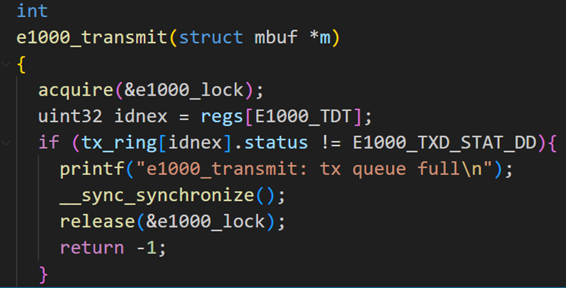 int
e1000_transmit(struct mbuf *m)
{
  acquire(&e1000_lock);
  uint32 idnex = regs[E1000_TDT];
  if (tx_ring[idnex].status != E1000_TXD_STAT_DD){
    printf("e1000_transmit: tx queue full\n");
    __sync_synchronize();
    release(&e1000_lock);
    return -1;
  }